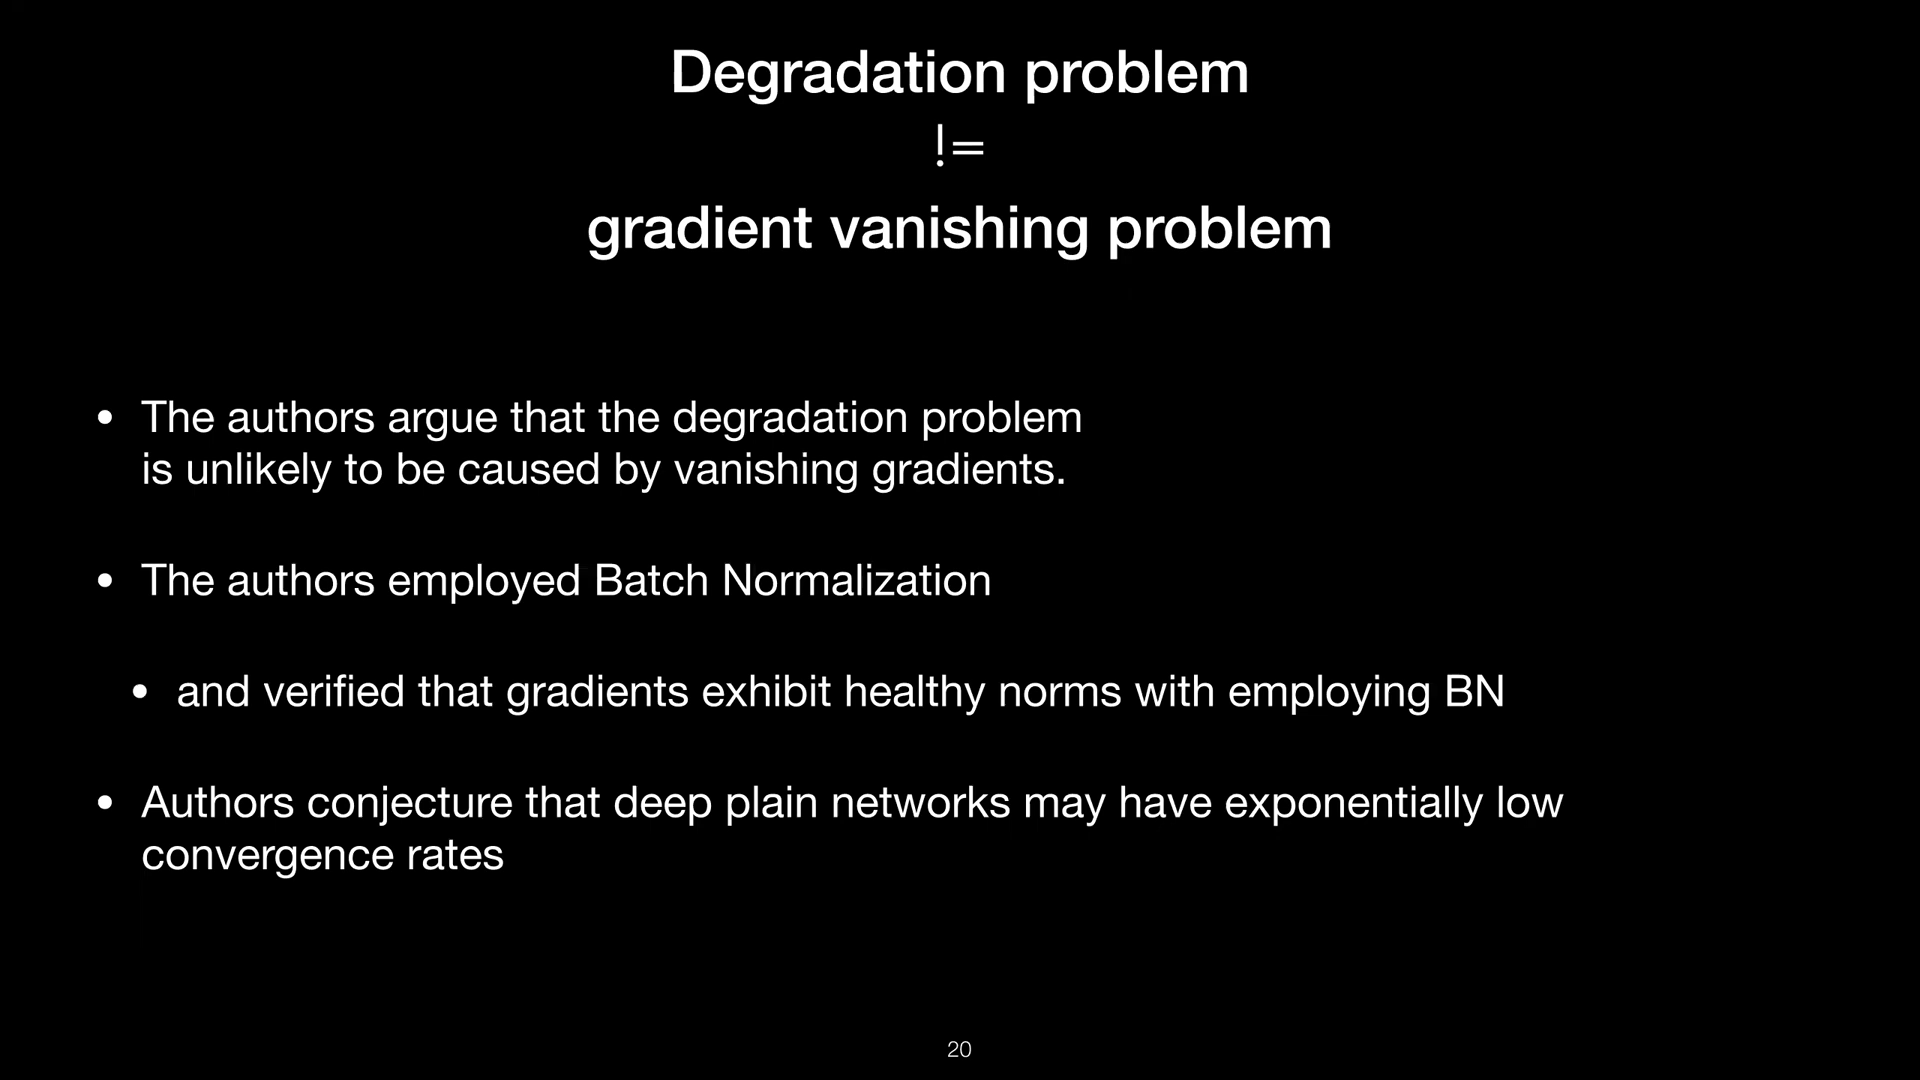 Degradation problem
!=
gradient vanishing problem
• The authors argue that the degradation problem
is unlikely to be caused by vanishing gradients.
• The authors employed Batch Normalization
• and verified that gradients exhibit healthy norms with employing BN
• Authors conjecture that deep plain networks may have exponentially low
convergence rates
20